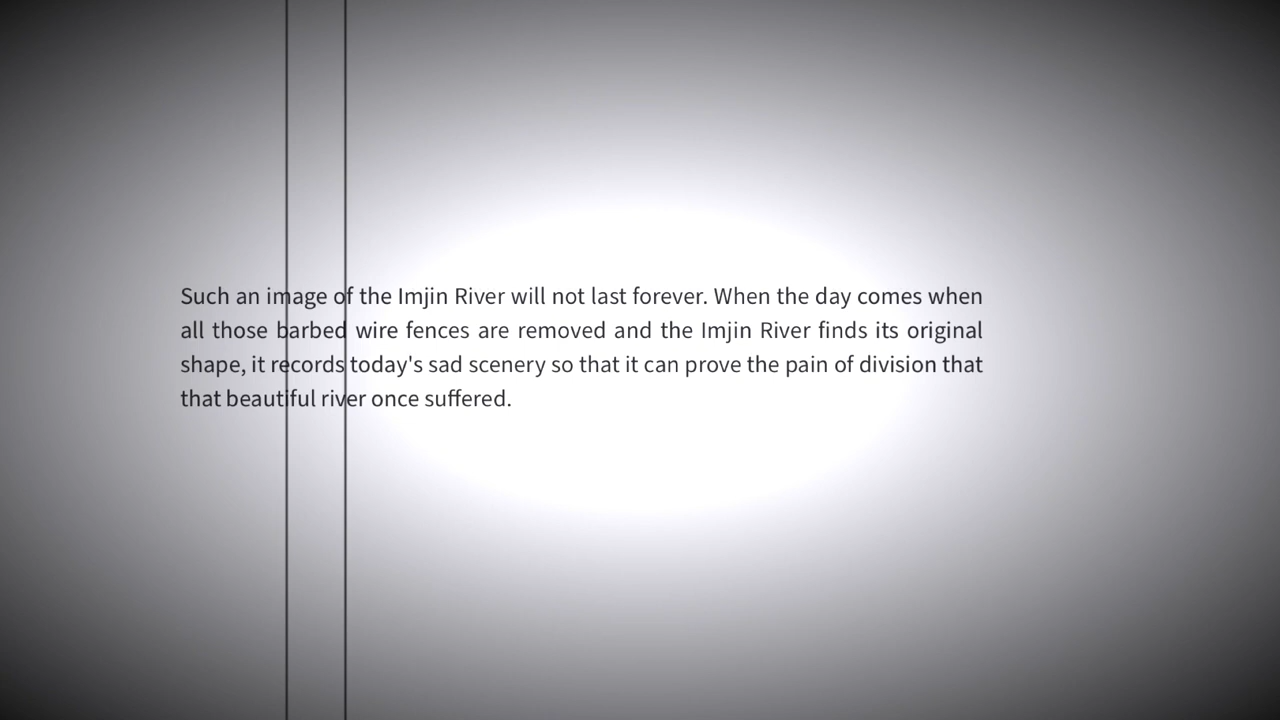 Such an image of the Imjin River will not last forever. When the day comes when
all those barbed wire fences are removed and the Imjin River finds its original
shape, it records today's sad scenery so that it can prove the pain of division that
that beautiful river once suffered.